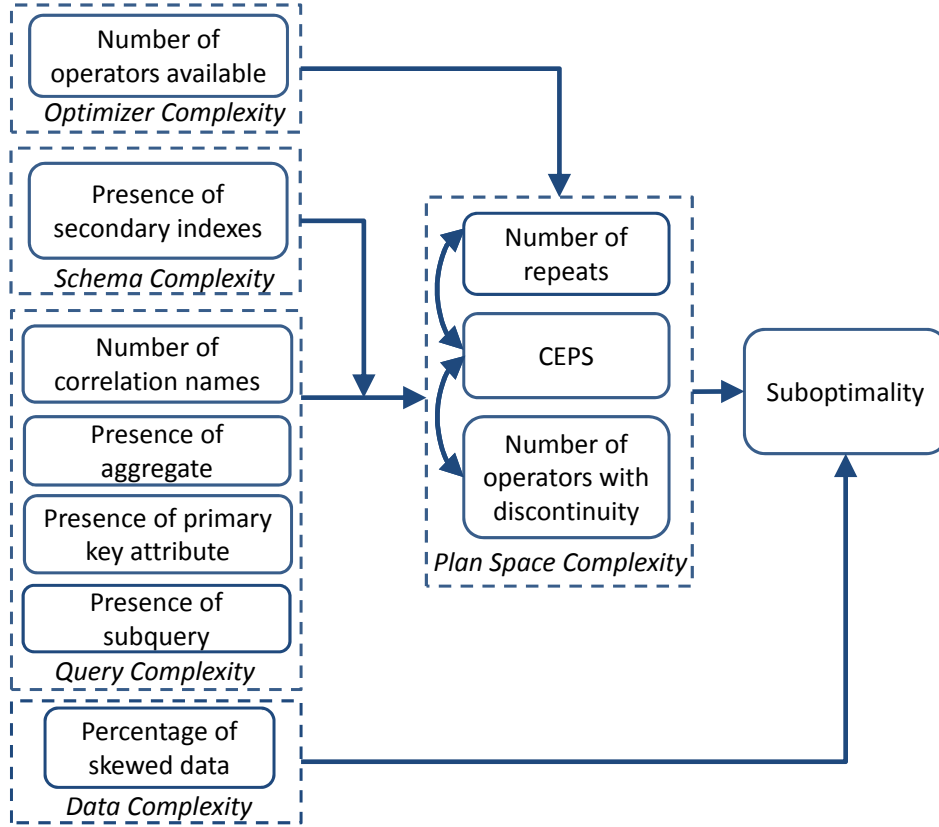 Number of
operators available
Optimizer Complexity
Presence of
secondary indexes
Schema Complexity
Number of
correlation names
Presence of
aggregate
Presence of primary
key attribute
Presence of
subquery
Query Complexity
Percentage of
skewed data
Data Complexity
Number of
repeats
CEPS
Number of
operators with
discontinuity
Plan Space Complexity
Suboptimality